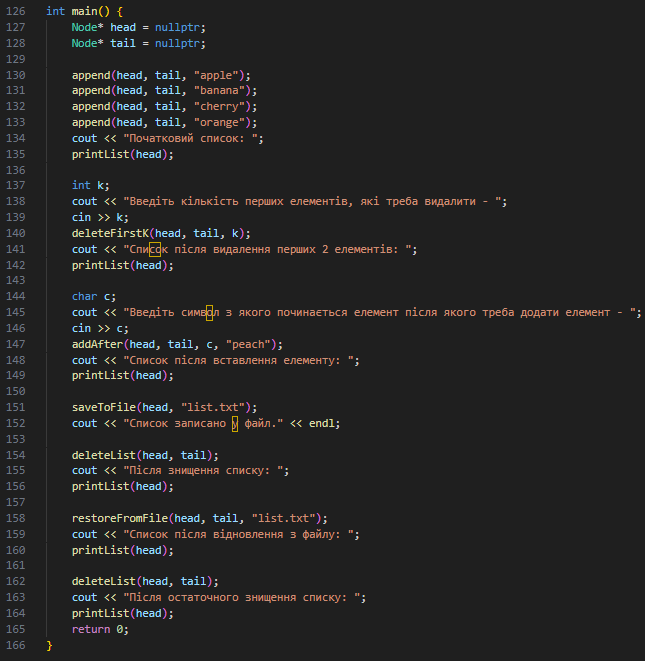 126 int main() {
127     Node* head = nullptr;
128     Node* tail = nullptr;
129
130     append(head, tail, "apple");
131     append(head, tail, "banana");
132     append(head, tail, "cherry");
133     append(head, tail, "orange");
134     cout << "Початковий список: ";
135     printList(head);
136
137     int k;
138     cout << "Введіть кількість перших елементів, які треба видалити - ";
139     cin >> k;
140     deleteFirstK(head, tail, k);
141     cout << "Список після видалення перших 2 елементів: ";
142     printList(head);
143
144     char c;
145     cout << "Введіть символ з якого починається елемент після якого треба додати елемент - ";
146     cin >> c;
147     addAfter(head, tail, c, "peach");
148     cout << "Список після вставлення елементу: ";
149     printList(head);
150
151     saveToFile(head, "list.txt");
152     cout << "Список записано у файл." << endl;
153
154     deleteList(head, tail);
155     cout << "Після знищення списку: ";
156     printList(head);
157
158     restoreFromFile(head, tail, "list.txt");
159     cout << "Список після відновлення з файлу: ";
160     printList(head);
161
162     deleteList(head, tail);
163     cout << "Після остаточного знищення списку: ";
164     printList(head);
165     return 0;
166 }